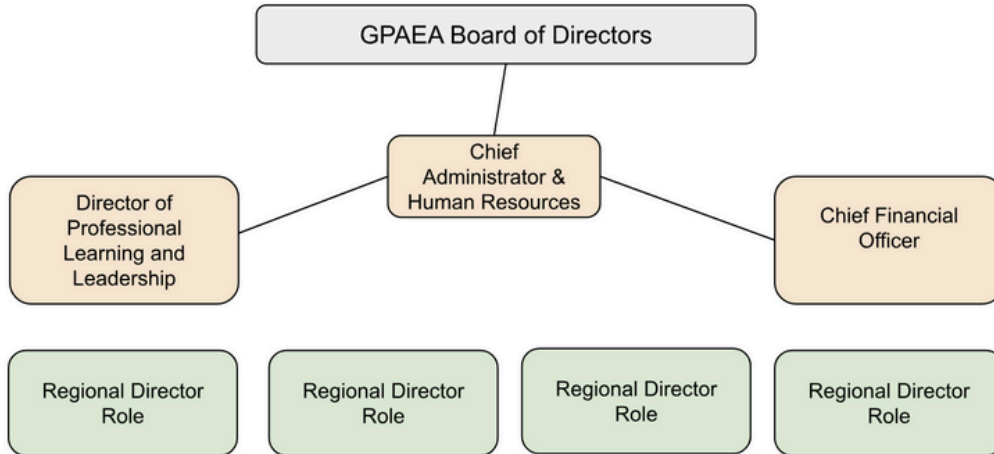 GPAEA Board of Directors
Chief
Administrator &
Human Resources
Director of
Professional
Learning and
Leadership
Chief Financial
Officer
Regional Director
Role
Regional Director
Role
Regional Director
Role
Regional Director
Role